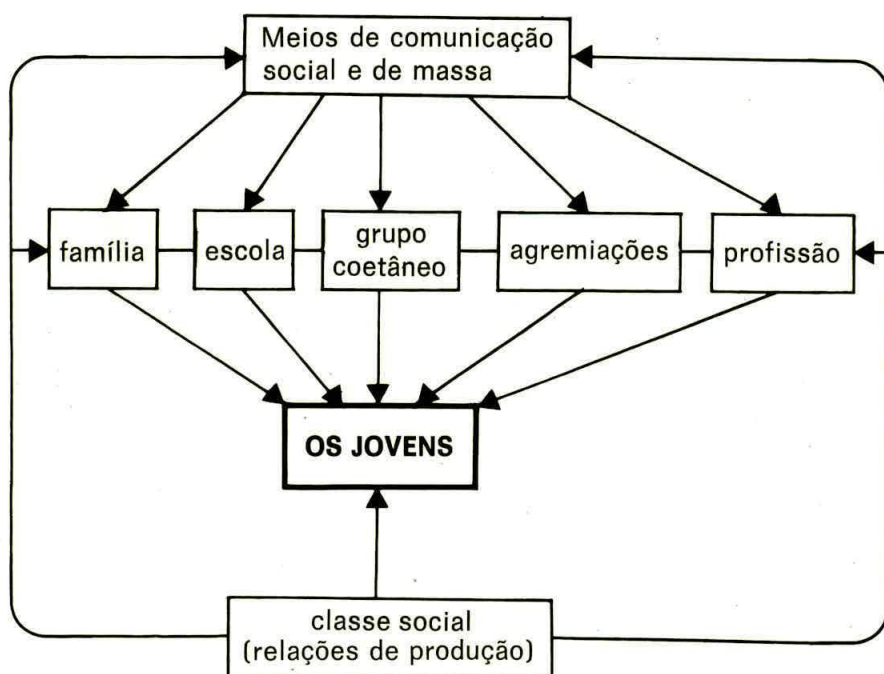 Meios de comunicação
social e de massa
família
escola
grupo
coetâneo
agremiações
profissão
OS JOVENS
classe social
(relações de produção)